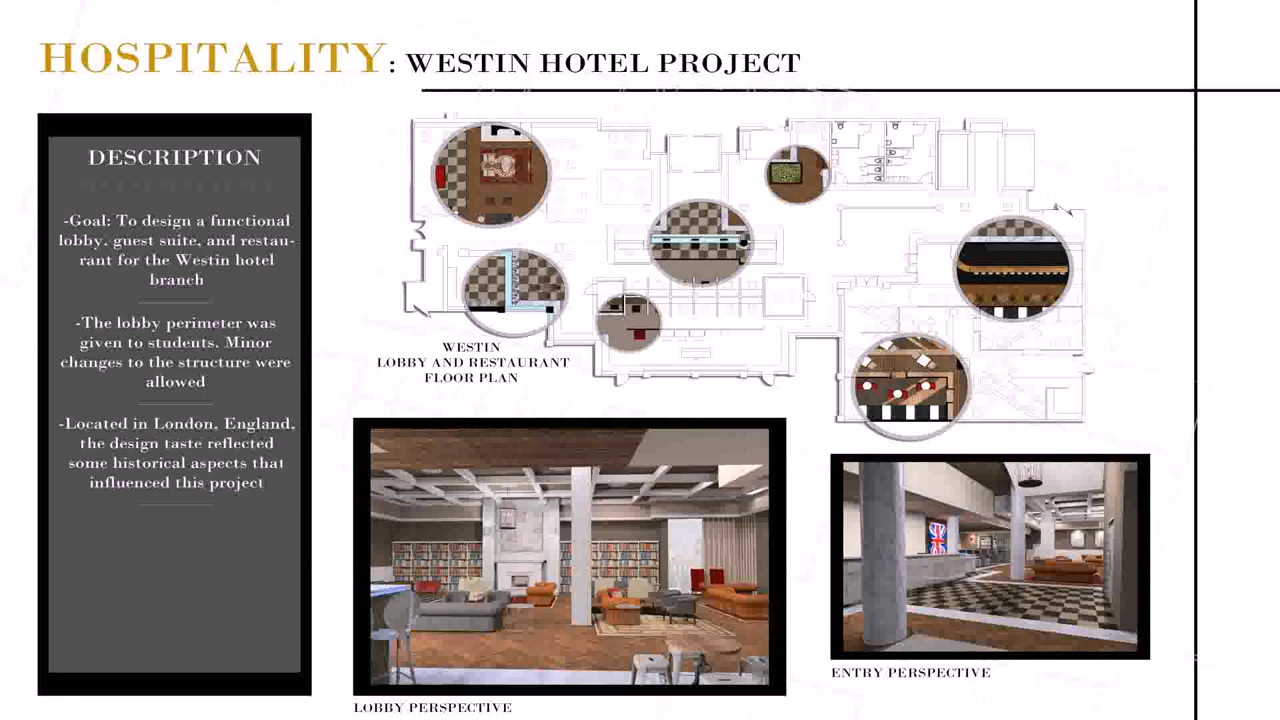 HOSPITALITY: WESTIN HOTEL PROJECT
DESCRIPTION
-Goal: To design a functional
lobby, guest suite, and restau-
rant for the Westin hotel
branch
-The lobby perimeter was
given to students. Minor
changes to the structure were
allowed
-Located in London, England,
the design taste reflected
some historical aspects that
influenced this project
WESTIN
LOBBY AND RESTAURANT
FLOOR PLAN
LOBBY PERSPECTIVE
ENTRY PERSPECTIVE